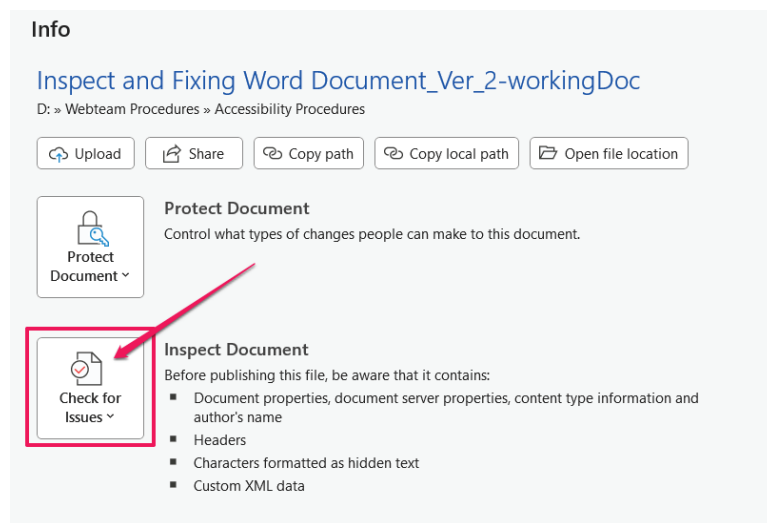 Info
Inspect and Fixing Word Document_Ver_2-workingDoc
D: » Webteam Procedures » Accessibility Procedures
Upload
Share
Copy path
Copy local path
Open file location
Protect Document
Control what types of changes people can make to this document.
Protect
Document
Inspect Document
Before publishing this file, be aware that it contains:
Document properties, document server properties, content type information and
author's name
Headers
Characters formatted as hidden text
Custom XML data
Check for
Issues